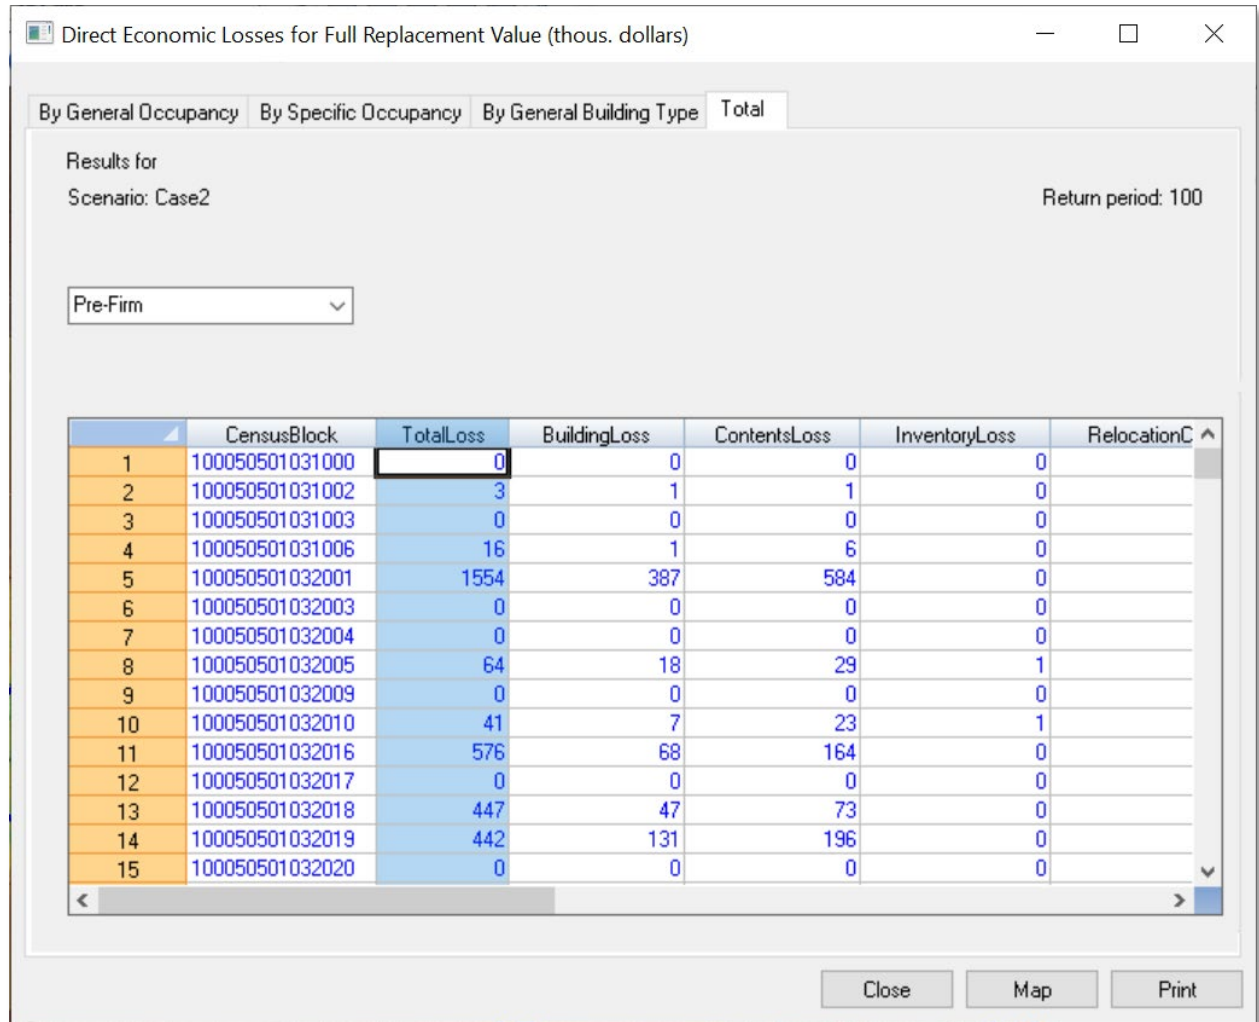 Direct Economic Losses for Full Replacement Value (thous. dollars)
By General Occupancy By Specific Occupancy By General Building Type Total
Results for
Scenario: Case2 Return period: 100
Pre-Firm
CensusBlock TotalLoss BuildingLoss ContentsLoss InventoryLoss RelocationC
1 100050501031000 0 0 0 0
2 100050501031002 3 1 1 0
3 100050501031003 0 0 0 0
4 100050501031006 16 1 6 0
5 100050501032001 1554 387 584 0
6 100050501032003 0 0 0 0
7 100050501032004 0 0 0 0
8 100050501032005 64 18 29 1
9 100050501032009 0 0 0 0
10 100050501032010 41 7 23 1
11 100050501032016 576 68 164 0
12 100050501032017 0 0 0 0
13 100050501032018 447 47 73 0
14 100050501032019 442 131 196 0
15 100050501032020 0 0 0 0
Close Map Print